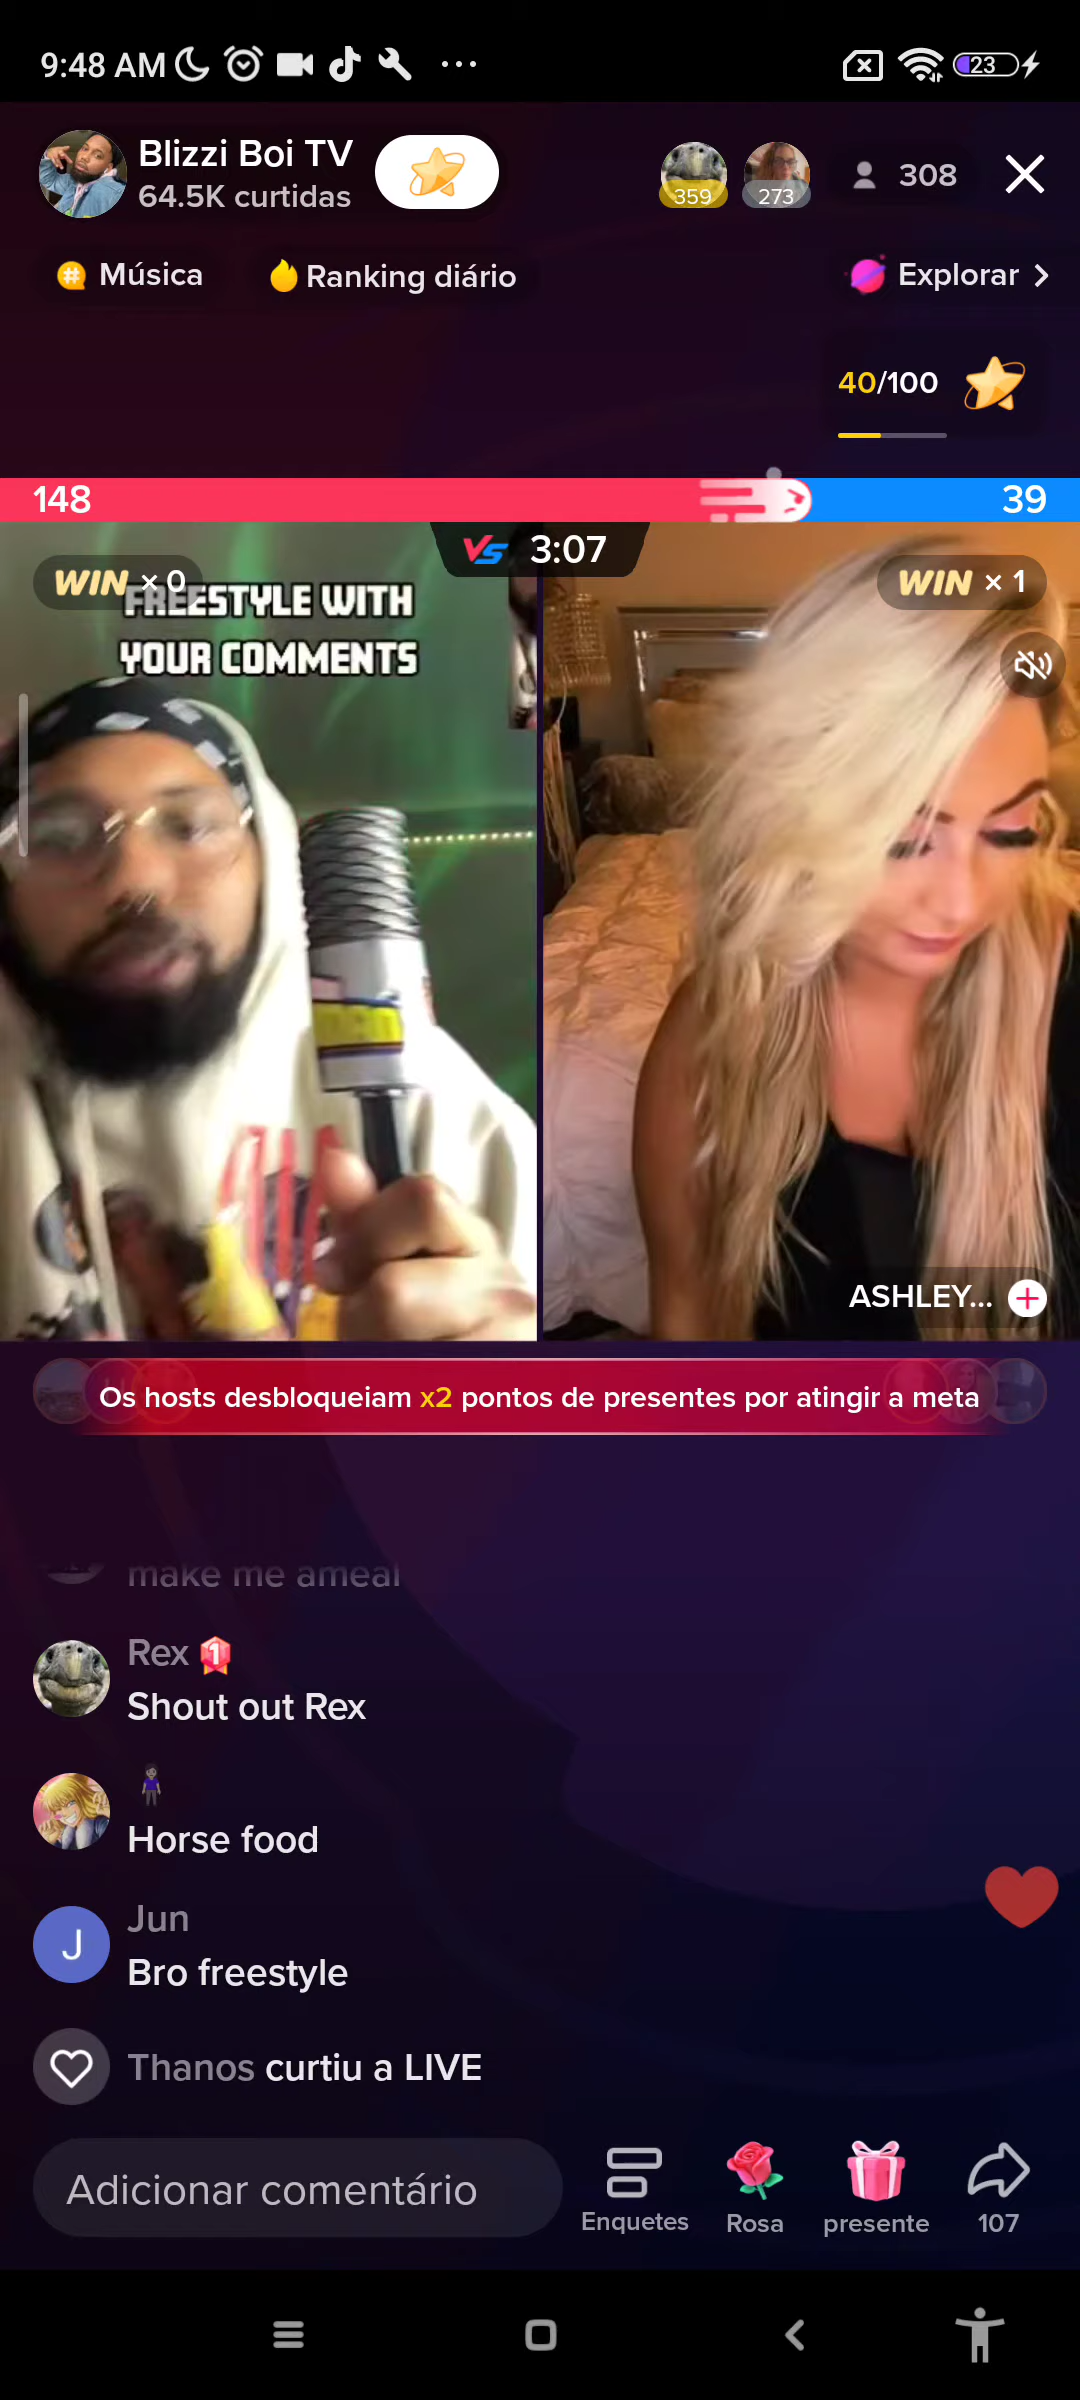 9:48 AM
23
Blizzi Boi TV
64.5K curtidas
359
273
308
Música
Ranking diário
Explorar
40/100
148
39
VS 3:07
WIN × 0
WIN × 1
FREESTYLE WITH
YOUR COMMENTS
ASHLEY...
Os hosts desbloqueiam x2 pontos de presentes por atingir a meta
make me ameal
Rex 1
Shout out Rex
Horse food
J
Jun
Bro freestyle
Thanos curtiu a LIVE
Adicionar comentário
Enquetes
Rosa
presente
107